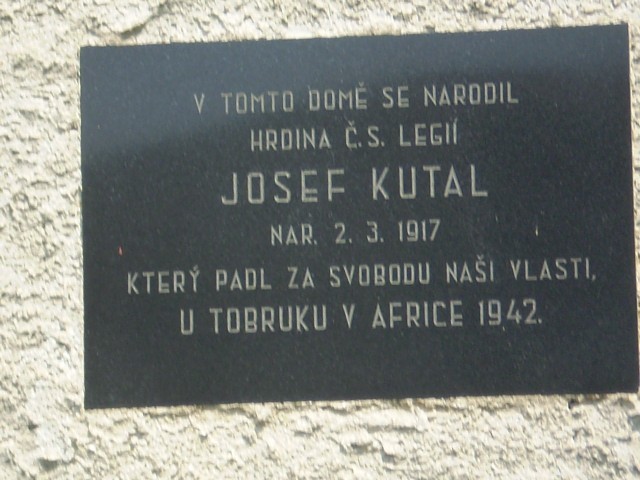 V TOMTO DOMĚ SE NARODIL
HRDINA Č.S. LEGIÍ
JOSEF KUTAL
NAR. 2. 3. 1917
KTERÝ PADL ZA SVOBODU NAŠI VLASTI,
U TOBRUKU V AFRICE 1942.